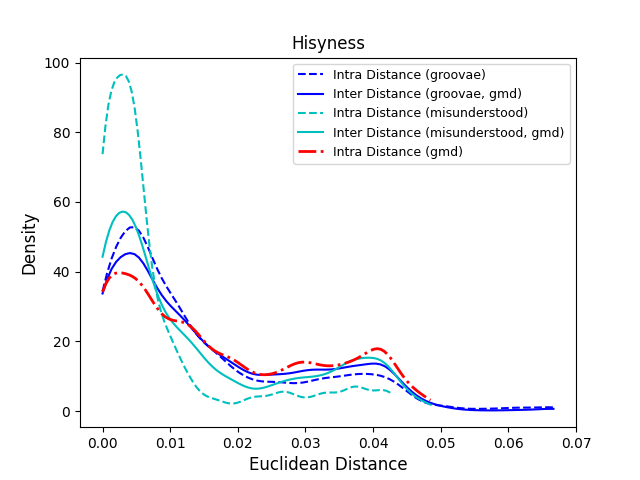 Hisyness
100
80
60
40
20
0
Density
Intra Distance (groovae)
Inter Distance (groovae, gmd)
Intra Distance (misunderstood)
Inter Distance (misunderstood, gmd)
Intra Distance (gmd)
0.00 0.01 0.02 0.03 0.04 0.05 0.06 0.07
Euclidean Distance